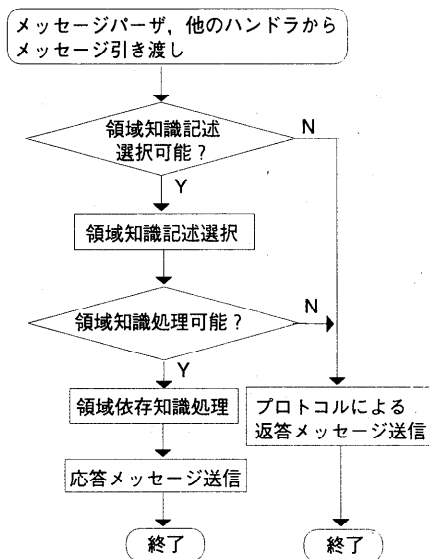 メッセージパーザ，他のハンドラから
メッセージ引き渡し
領域知識記述
選択可能？
N
Y
領域知識記述選択
領域知識処理可能？
N
Y
領域依存知識処理
プロトコルによる
返答メッセージ送信
応答メッセージ送信
終了
終了